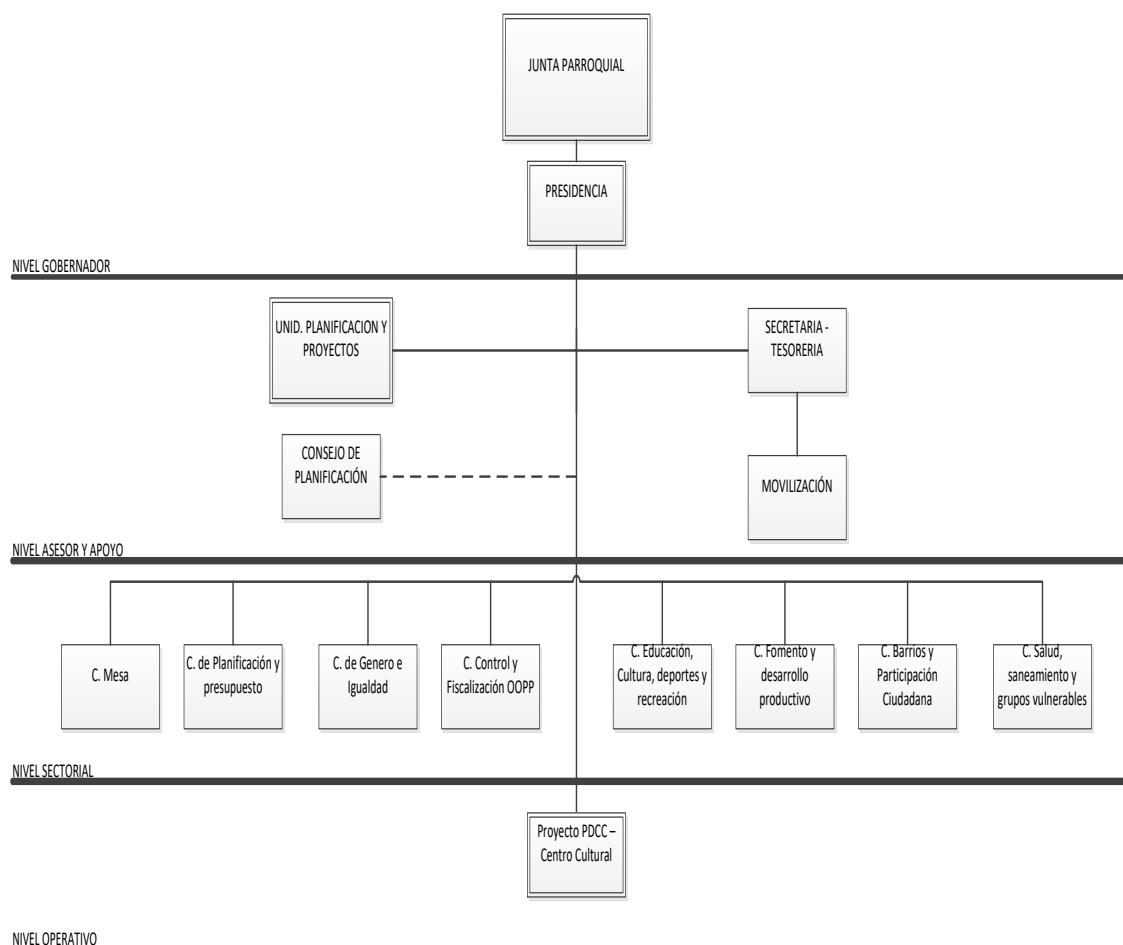 JUNTA PARROQUIAL
PRESIDENCIA
NIVEL GOBERNADOR
UNID. PLANIFICACION Y
PROYECTOS
SECRETARIA -
TESORERIA
CONSEJO DE
PLANIFICACIÓN
MOVILIZACIÓN
NIVEL ASESOR Y APOYO
C. Mesa
C. de Planificación y
presupuesto
C. de Genero e
Igualdad
C. Control y
Fiscalización OOPP
C. Educación,
Cultura, deportes y
recreación
C. Fomento y
desarrollo
productivo
C. Barrios y
Participación
Ciudadana
C. Salud,
saneamiento y
grupos vulnerables
NIVEL SECTORIAL
Proyecto PDCC –
Centro Cultural
NIVEL OPERATIVO